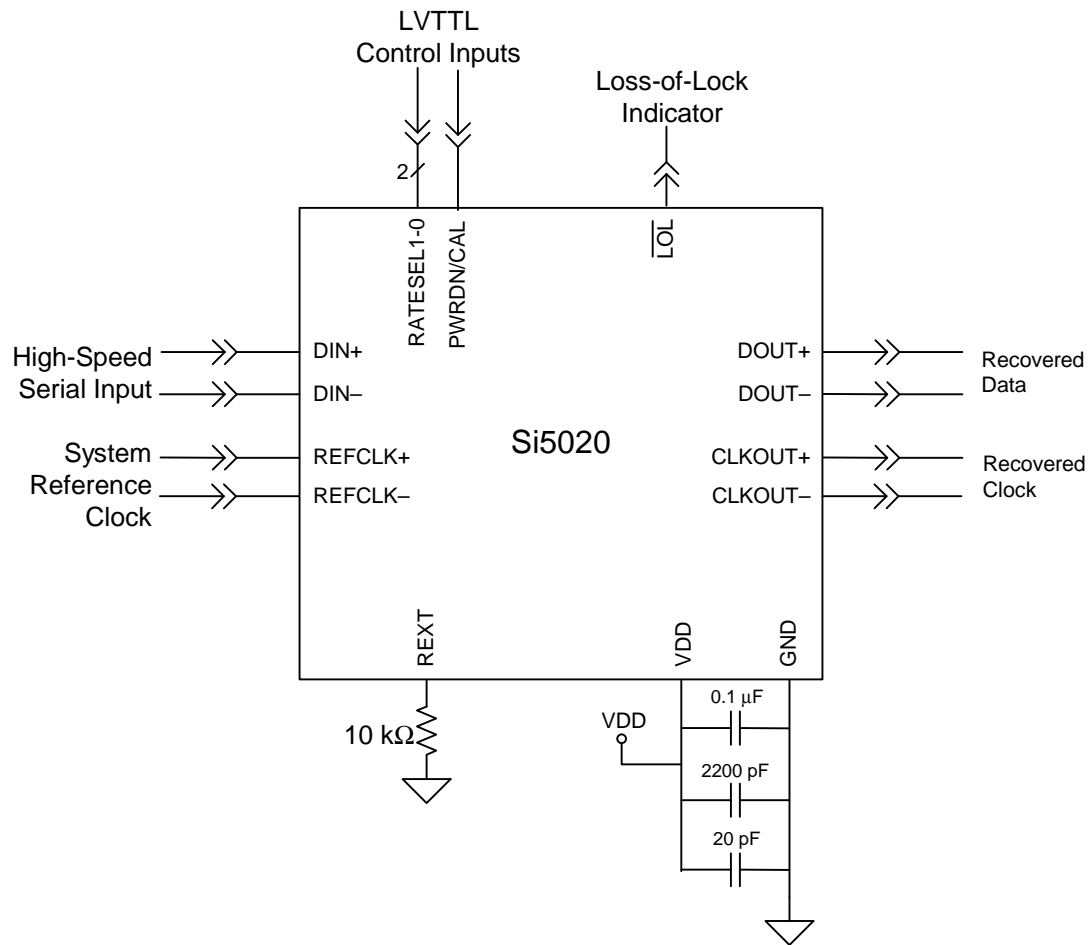 LVTTL
Control Inputs
Loss-of-Lock
Indicator
2
RATESEL1-0
PWRDN/CAL
LOL
High-Speed
Serial Input
DIN+
DIN–
DOUT+
DOUT–
Recovered
Data
Si5020
System
Reference
Clock
REFCLK+
REFCLK–
CLKOUT+
CLKOUT–
Recovered
Clock
REXT
VDD
GND
10 kΩ
VDD
0.1 μF
2200 pF
20 pF